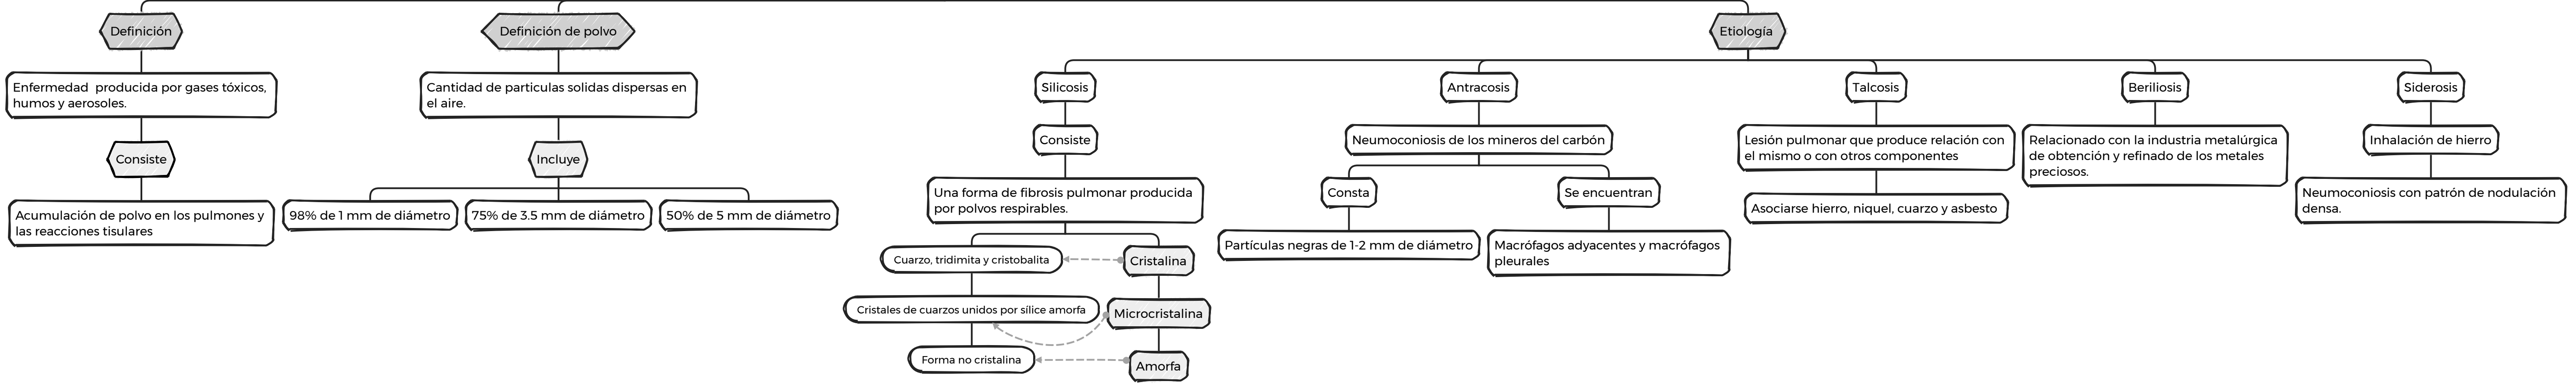 Definición
Enfermedad  producida por gases tóxicos,
humos y aerosoles.
Consiste
Acumulación de polvo en los pulmones y
las reacciones tisulares
Definición de polvo
Cantidad de particulas solidas dispersas en
el aire.
Incluye
98% de 1 mm de diámetro
75% de 3.5 mm de diámetro
50% de 5 mm de diámetro
Etiología
Silicosis
Consiste
Una forma de fibrosis pulmonar producida
por polvos respirables.
Cuarzo, tridimita y cristobalita
Cristalina
Cristales de cuarzos unidos por sílice amorfa
Microcristalina
Forma no cristalina
Amorfa
Antracosis
Neumoconiosis de los mineros del carbón
Consta
Partículas negras de 1-2 mm de diámetro
Se encuentran
Macrófagos adyacentes y macrófagos
pleurales
Talcosis
Lesión pulmonar que produce relación con
el mismo o con otros componentes
Asociarse hierro, niquel, cuarzo y asbesto
Beriliosis
Relacionado con la industria metalúrgica
de obtención y refinado de los metales
preciosos.
Siderosis
Inhalación de hierro
Neumoconiosis con patrón de nodulación
densa.